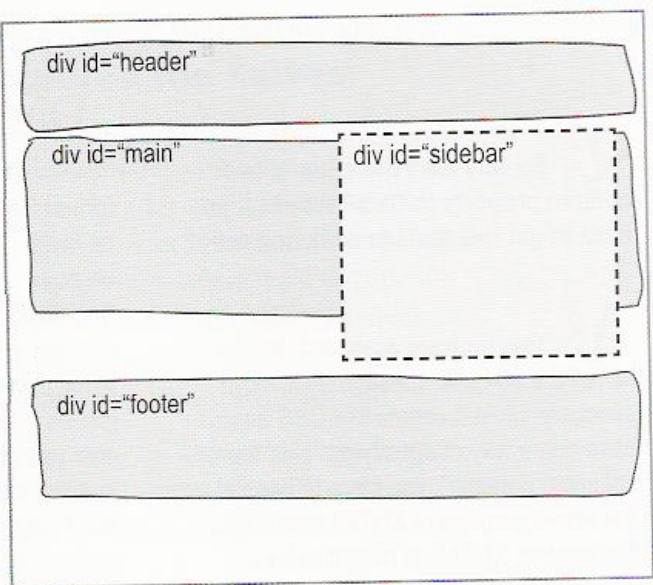 div id=“header”
div id=“main”
div id=“sidebar”
div id=“footer”